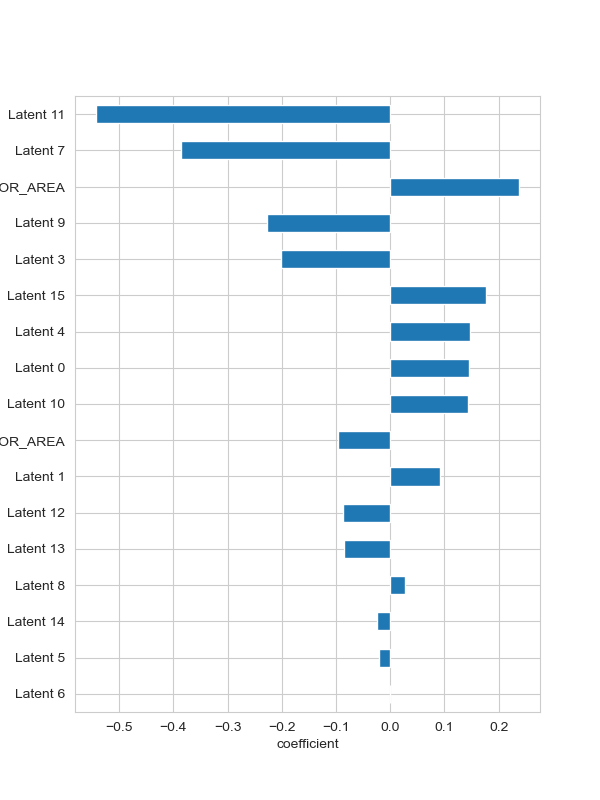 Latent 11
Latent 7
OR_AREA
Latent 9
Latent 3
Latent 15
Latent 4
Latent 0
Latent 10
OR_AREA
Latent 1
Latent 12
Latent 13
Latent 8
Latent 14
Latent 5
Latent 6
−0.5 −0.4 −0.3 −0.2 −0.1 0.0 0.1 0.2
coefficient